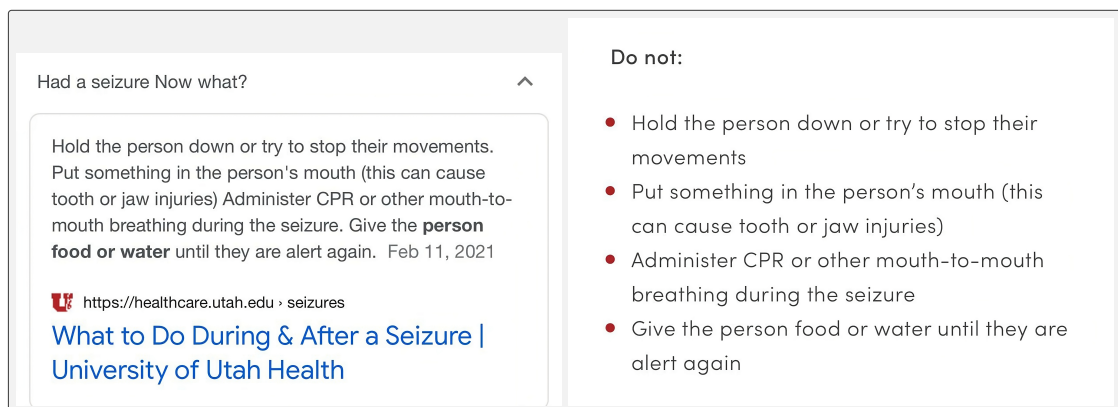 Had a seizure Now what?
Hold the person down or try to stop their movements.
Put something in the person's mouth (this can cause
tooth or jaw injuries) Administer CPR or other mouth-to-
mouth breathing during the seizure. Give the person
food or water until they are alert again. Feb 11, 2021
https://healthcare.utah.edu › seizures
What to Do During & After a Seizure |
University of Utah Health
Do not:
Hold the person down or try to stop their
movements
Put something in the person’s mouth (this
can cause tooth or jaw injuries)
Administer CPR or other mouth-to-mouth
breathing during the seizure
Give the person food or water until they are
alert again